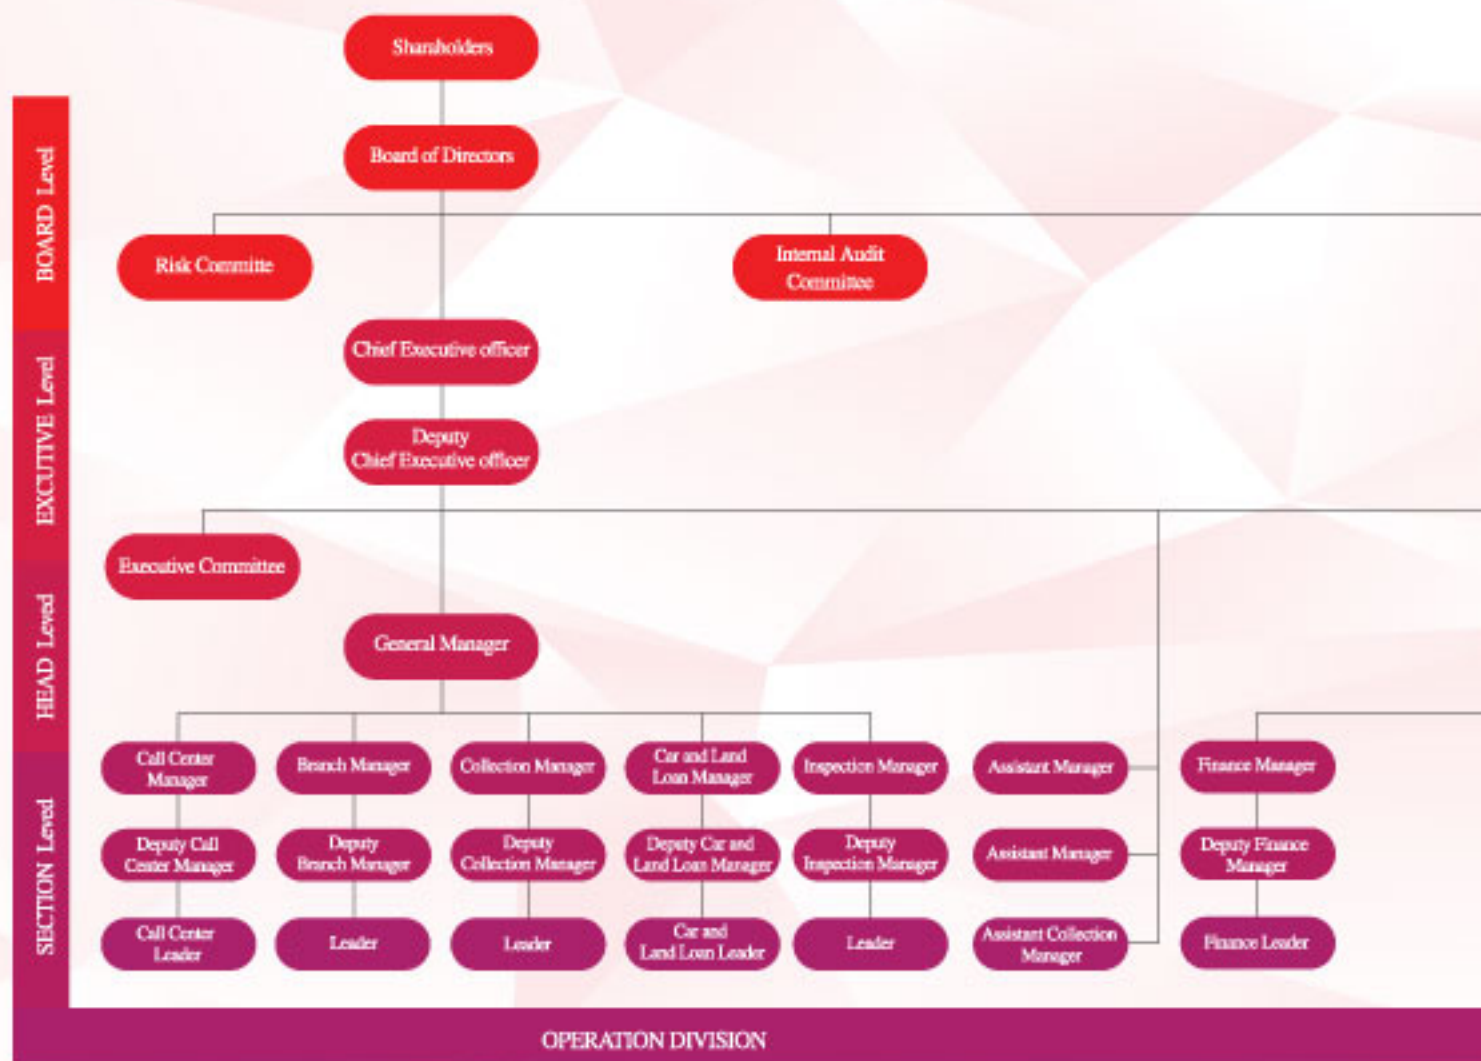 Sharaholders
Board of Directors
Risk Committe
Internal Audit
Committee
Chief Executive officer
Deputy
Chief Executive officer
Executive Committee
General Manager
Call Center
Manager
Branch Manager
Collection Manager
Car and Land
Loan Manager
Inspection Manager
Assistant Manager
Finance Manager
Deputy Call
Center Manager
Deputy
Branch Manager
Deputy
Collection Manager
Deputy Car and
Land Loan Manager
Deputy
Inspection Manager
Assistant Manager
Deputy Finance
Manager
Call Center
Leader
Leader
Leader
Car and
Land Loan Leader
Leader
Assistant Collection
Manager
Finance Leader
BOARD Level
EXCUTIVE Level
HEAD Leved
SECTION Leved
OPERATION DIVISION